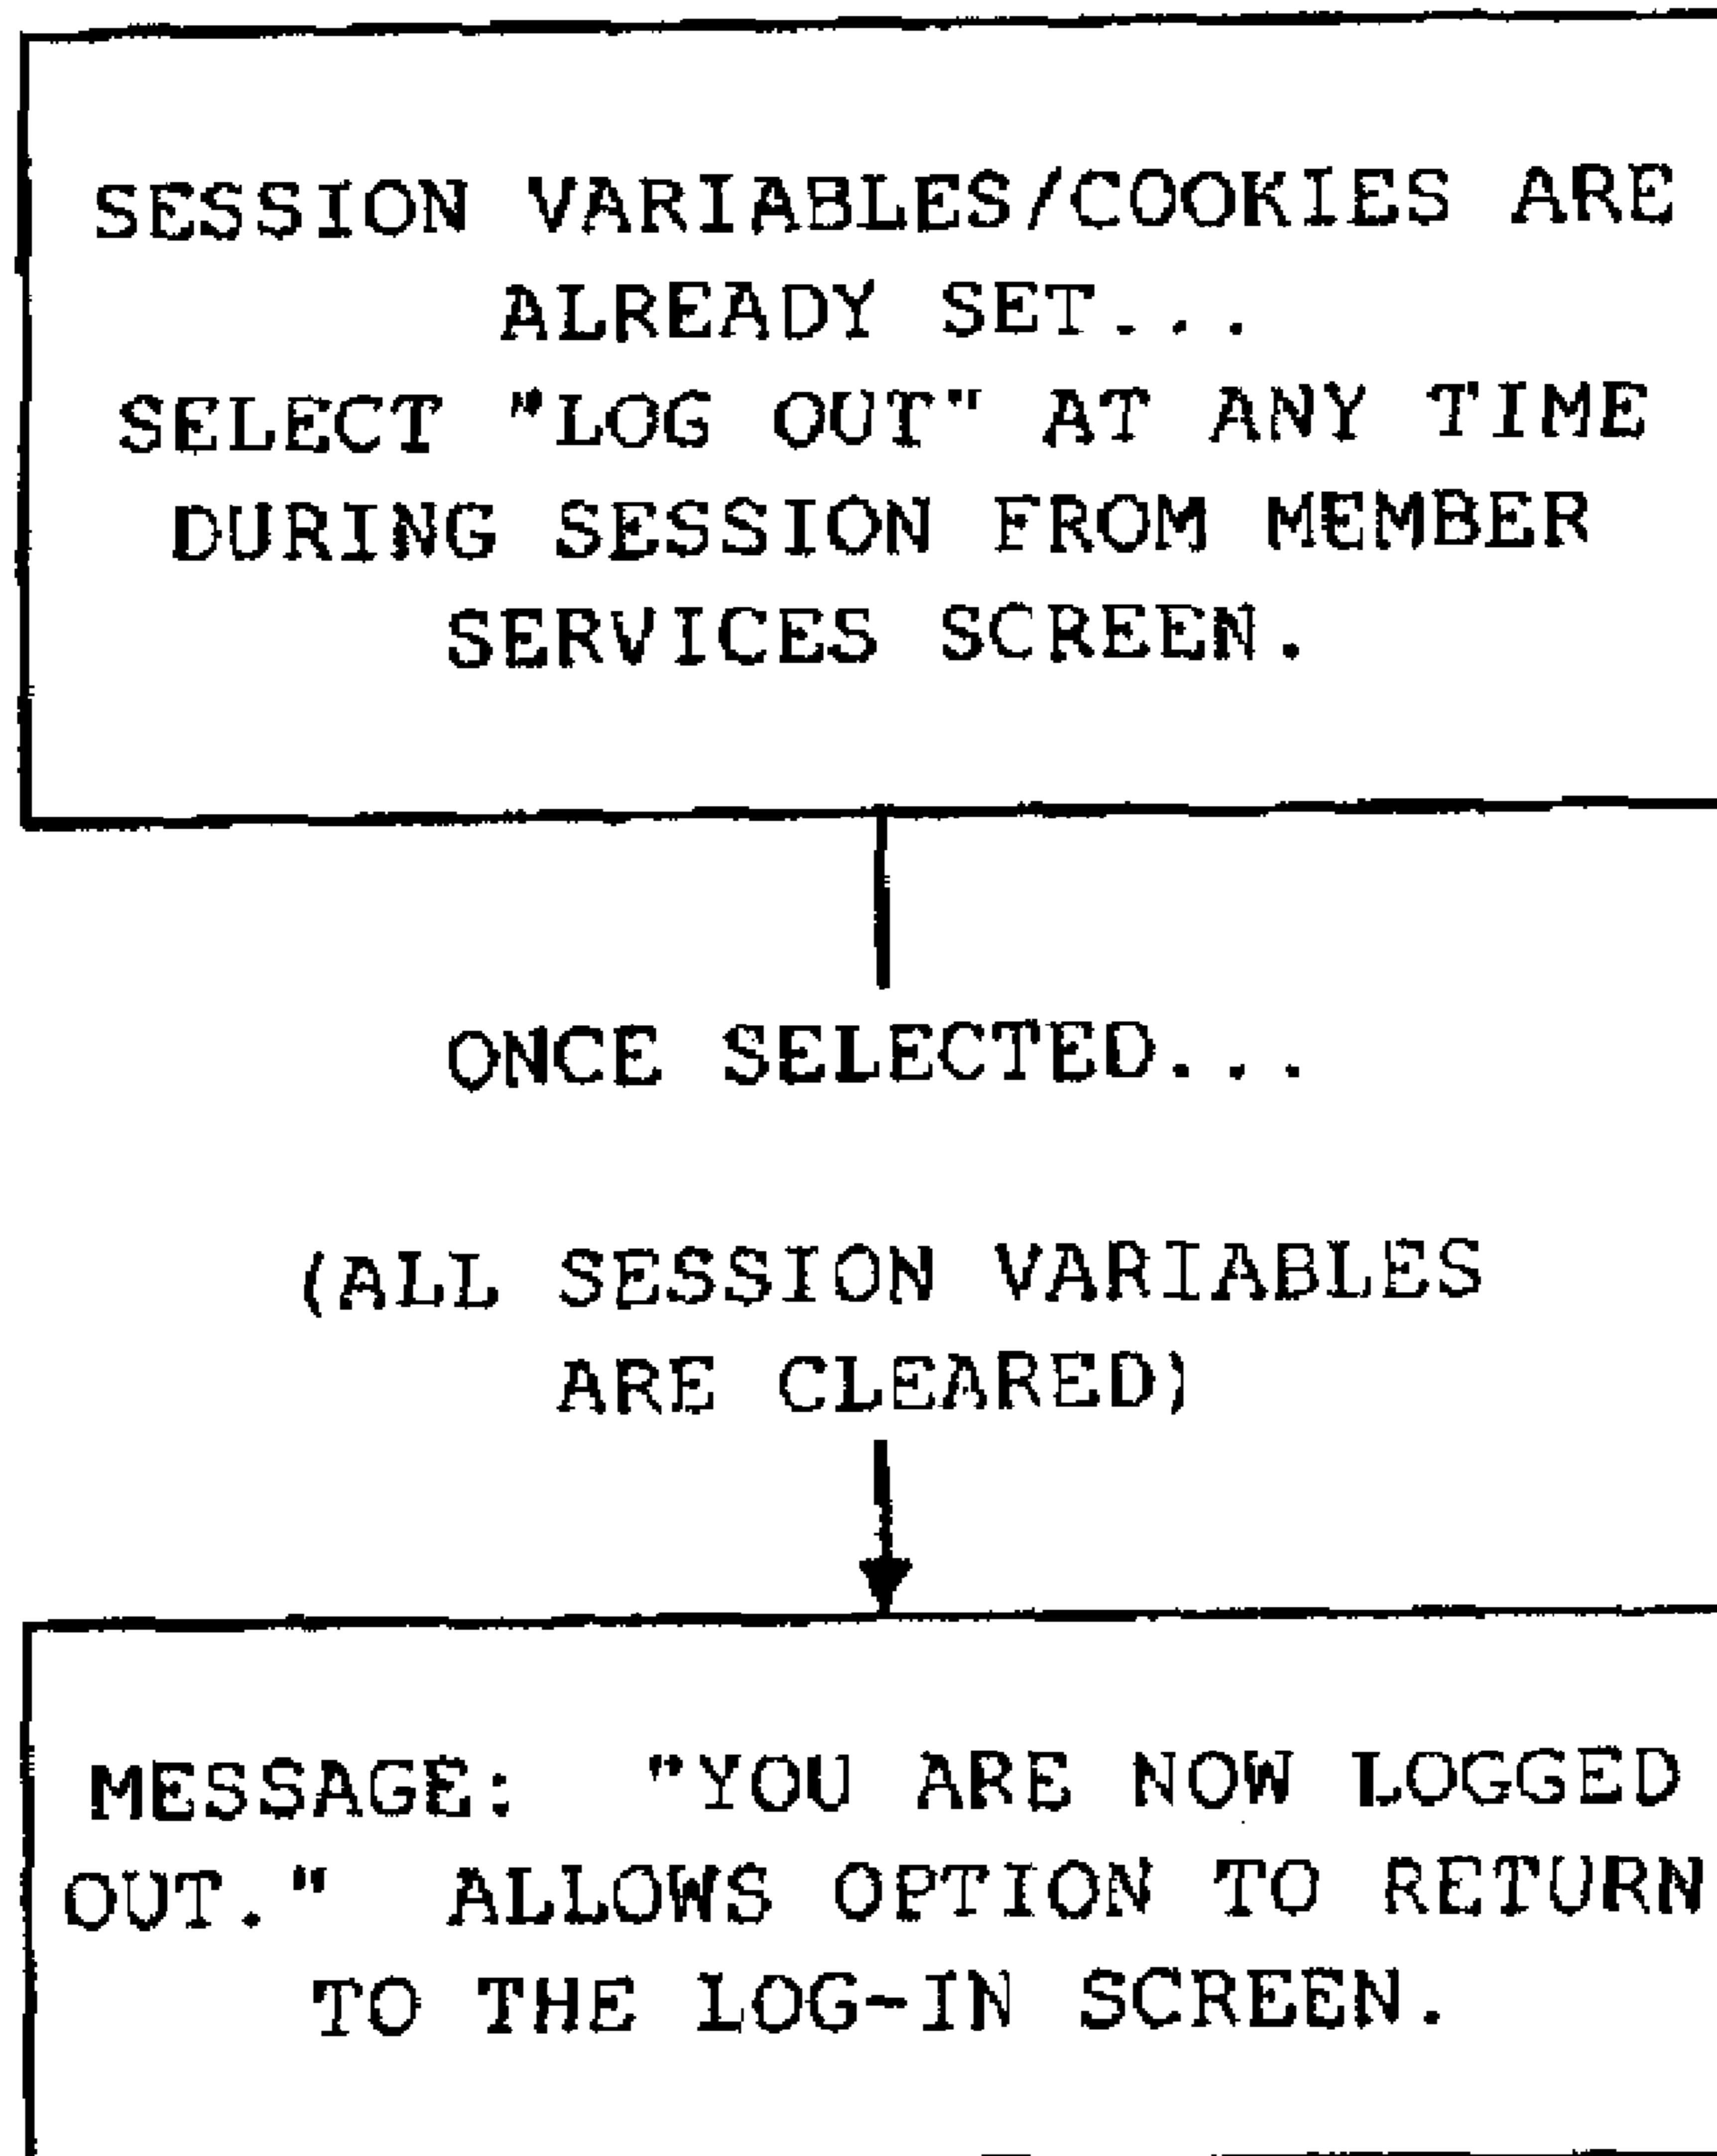 SESSION VARIABLES/COOKIES ARE
ALREADY SET...
SELECT "LOG OUT" AT ANY TIME
DURING SESSION FROM MEMBER
SERVICES SCREEN.
ONCE SELECTED...
(ALL SESSION VARIABLES
ARE CLEARED)
MESSAGE: "YOU ARE NOW LOGGED
OUT." ALLOWS OPTION TO RETURN
TO THE LOG-IN SCREEN.